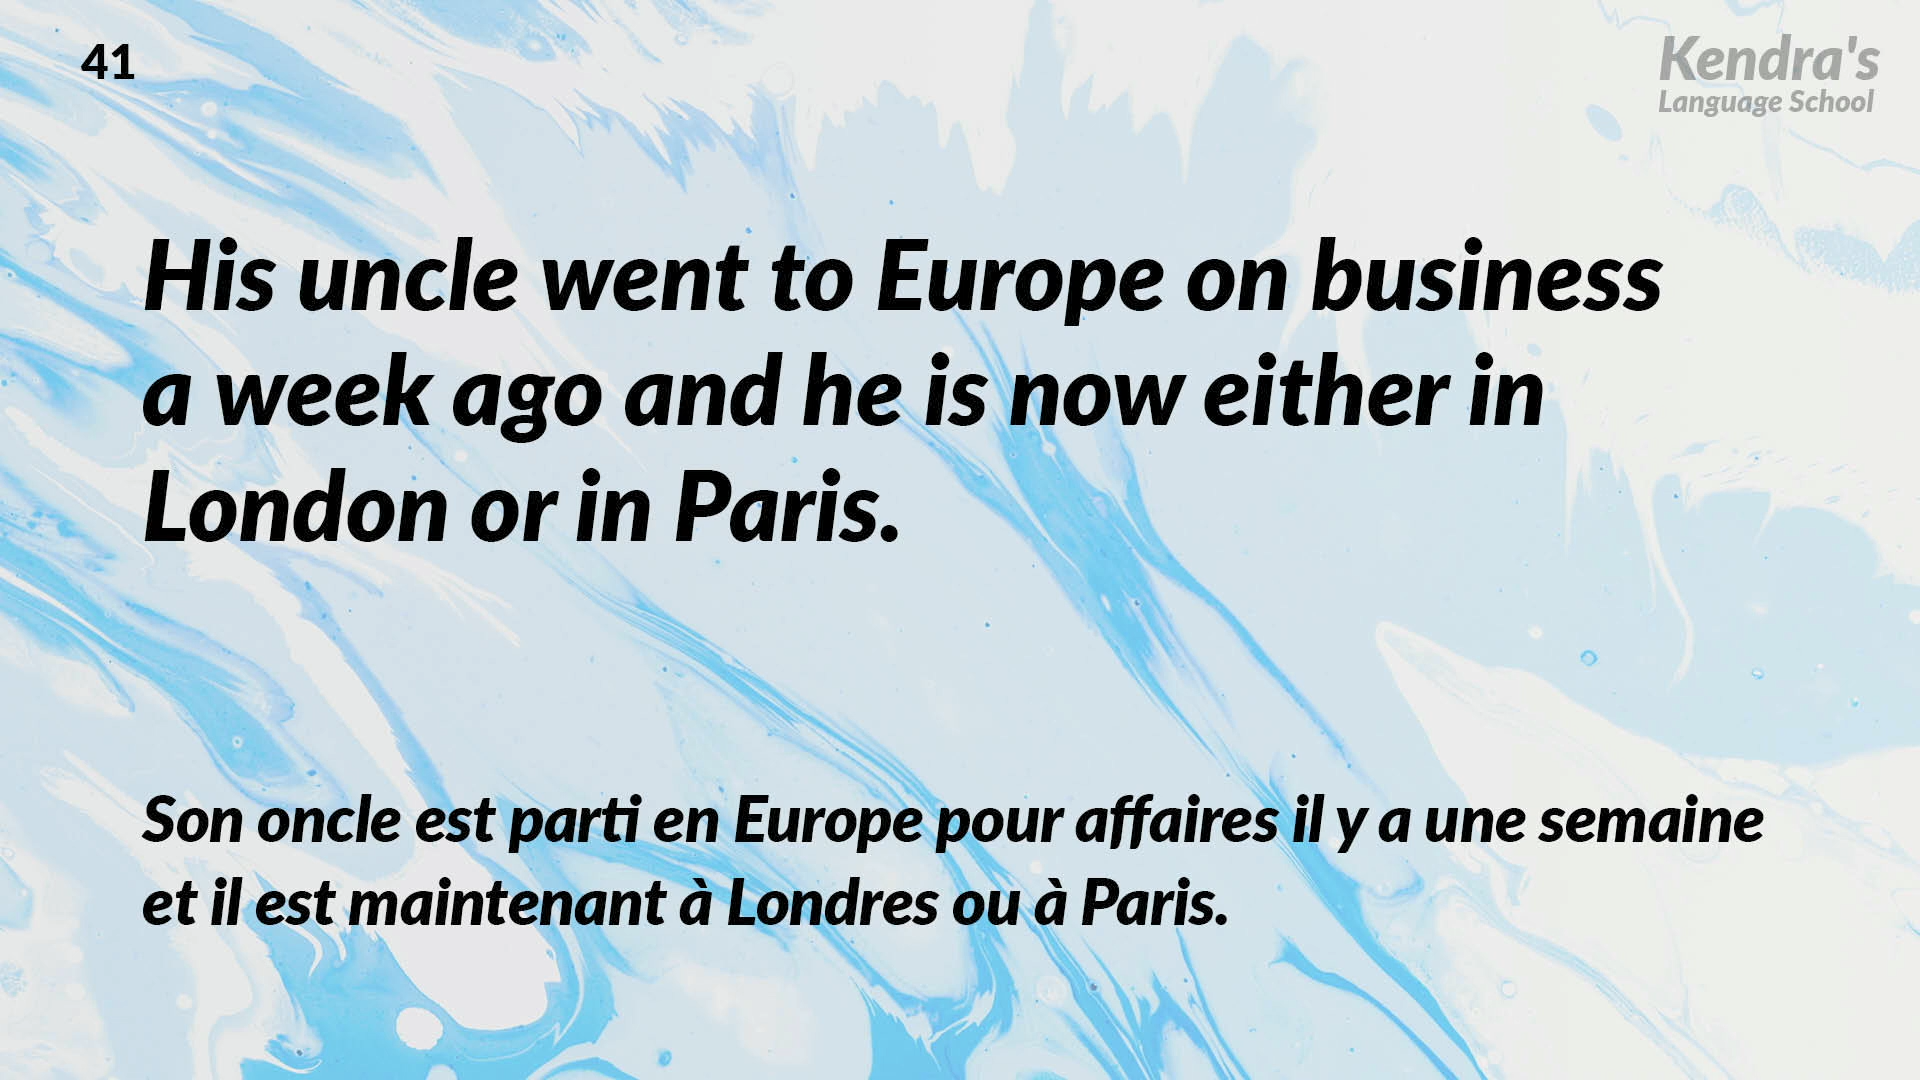 41
Kendra's
Language School
His uncle went to Europe on business
a week ago and he is now either in
London or in Paris.
Son oncle est parti en Europe pour affaires il y a une semaine
et il est maintenant à Londres ou à Paris.